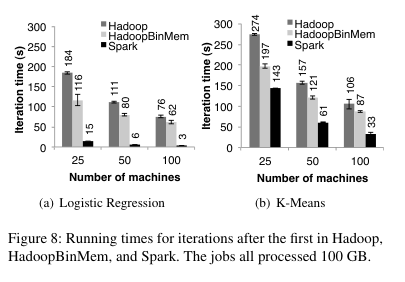 Hadoop
HadoopBinMem
Spark
Iteration time (s)
300
250
200
150
100
50
0
184
116
15
111
80
6
76
62
3
25 50 100
Number of machines
(a) Logistic Regression
Hadoop
HadoopBinMem
Spark
Iteration time (s)
300
250
200
150
100
50
0
274
197
143
157
121
61
106
87
33
25 50 100
Number of machines
(b) K-Means
Figure 8: Running times for iterations after the first in Hadoop,
HadoopBinMem, and Spark. The jobs all processed 100 GB.